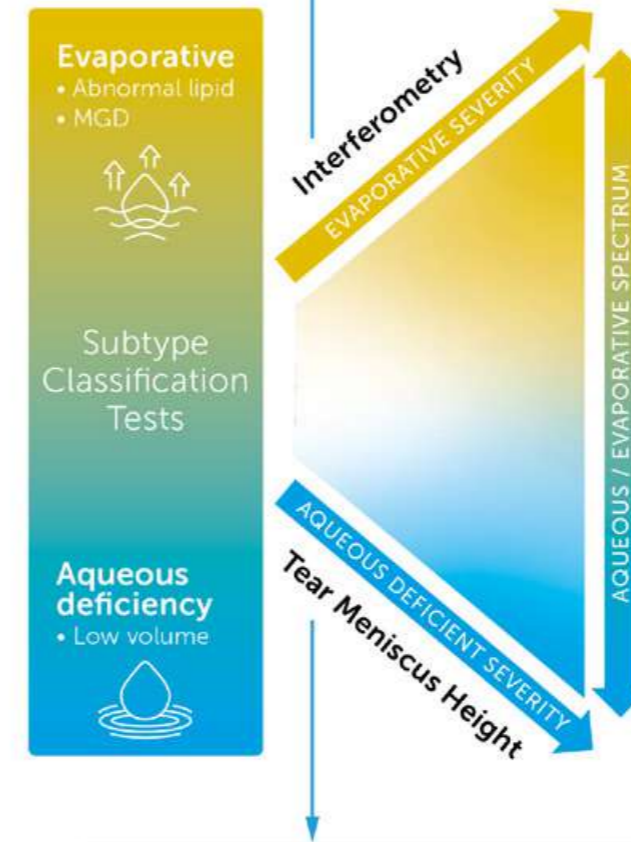 Evaporative
• Abnormal lipid
• MGD
Subtype
Classification
Tests
Aqueous
deficiency
• Low volume
Interferometry
EVAPORATIVE SEVERITY
AQUEOUS DEFICIENT SEVERITY
Tear Meniscus Height
AQUEOUS / EVAPORATIVE SPECTRUM